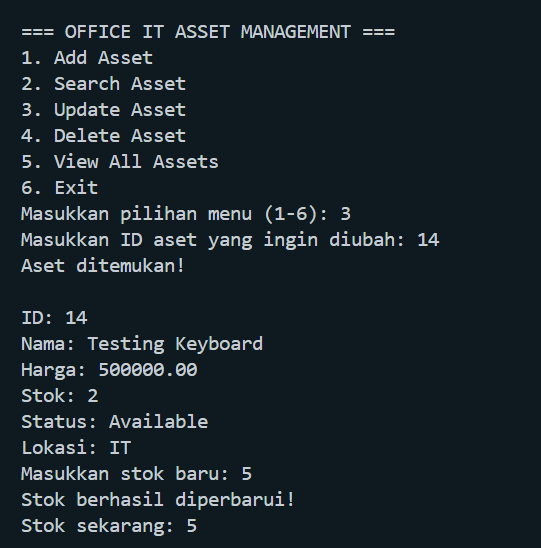 === OFFICE IT ASSET MANAGEMENT ===
1. Add Asset
2. Search Asset
3. Update Asset
4. Delete Asset
5. View All Assets
6. Exit
Masukkan pilihan menu (1-6): 3
Masukkan ID aset yang ingin diubah: 14
Aset ditemukan!
ID: 14
Nama: Testing Keyboard
Harga: 500000.00
Stok: 2
Status: Available
Lokasi: IT
Masukkan stok baru: 5
Stok berhasil diperbarui!
Stok sekarang: 5